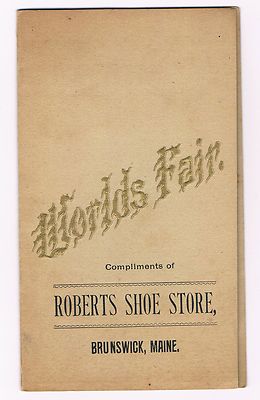 Worlds Fair.
Compliments of
ROBERTS SHOE STORE,
BRUNSWICK, MAINE.